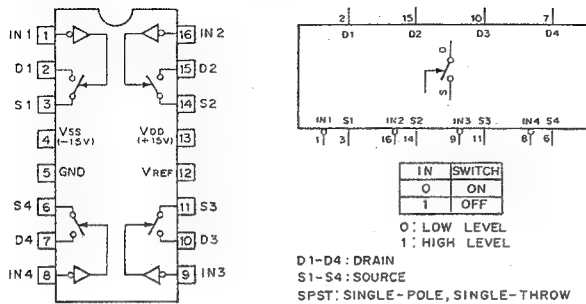 IN1 1 16 IN2
D1 2 15 D2
S1 3 14 S2
4 VSS (-15V) VDD (+15V) 13
5 GND VREF 12
S4 6 11 S3
D4 7 10 D3
IN4 8 9 IN3
2 15 10 7
D1 D2 D3 D4
D
S
IN1 S1 IN2 S2 IN3 S3 IN4 S4
1 3 16 14 9 11 8 6
IN SWITCH
0 ON
1 OFF
0: LOW LEVEL
1: HIGH LEVEL
D1-D4: DRAIN
S1-S4: SOURCE
SPST: SINGLE-POLE, SINGLE-THROW